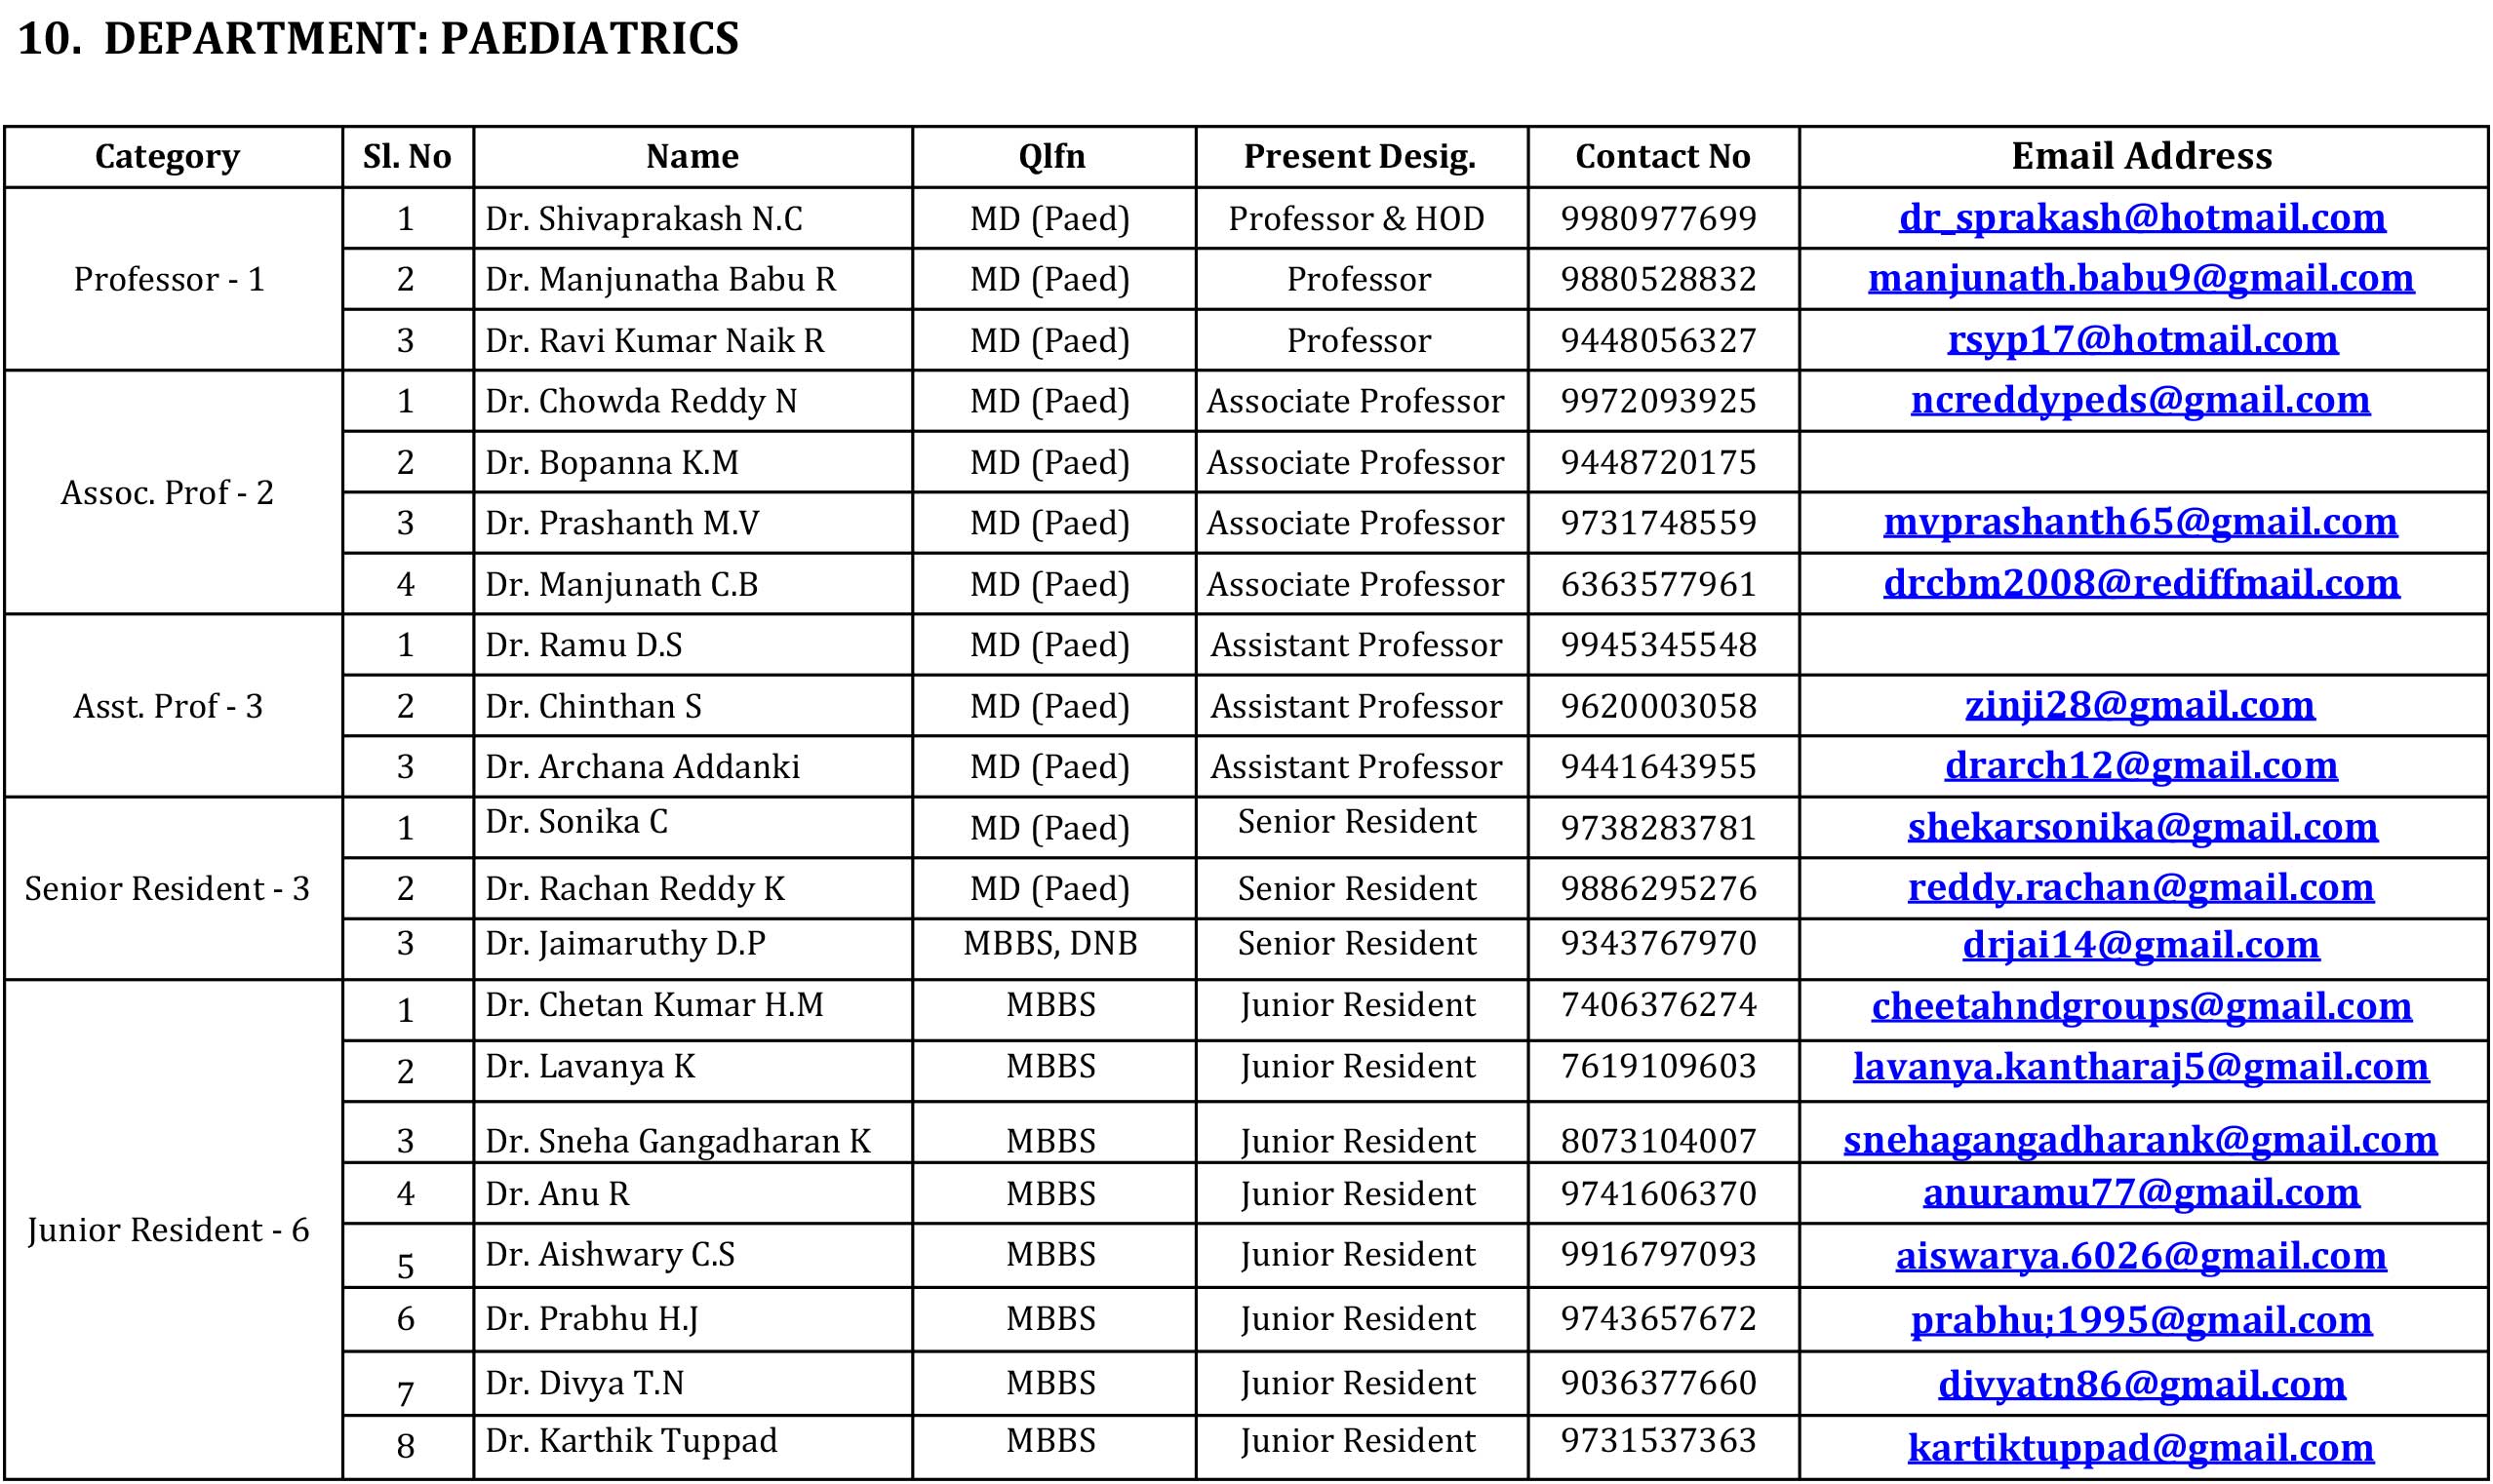 10. DEPARTMENT: PAEDIATRICS
Category Sl. No Name Qlfn Present Desig. Contact No Email Address
Professor - 1
1 Dr. Shivaprakash N.C MD (Paed) Professor & HOD 9980977699 dr_sprakash@hotmail.com
2 Dr. Manjunatha Babu R MD (Paed) Professor 9880528832 manjunath.babu9@gmail.com
3 Dr. Ravi Kumar Naik R MD (Paed) Professor 9448056327 rsyp17@hotmail.com
Assoc. Prof - 2
1 Dr. Chowda Reddy N MD (Paed) Associate Professor 9972093925 ncreddypeds@gmail.com
2 Dr. Bopanna K.M MD (Paed) Associate Professor 9448720175
3 Dr. Prashanth M.V MD (Paed) Associate Professor 9731748559 mvprashanth65@gmail.com
4 Dr. Manjunath C.B MD (Paed) Associate Professor 6363577961 drcbm2008@rediffmail.com
Asst. Prof - 3
1 Dr. Ramu D.S MD (Paed) Assistant Professor 9945345548
2 Dr. Chinthan S MD (Paed) Assistant Professor 9620003058 zinji28@gmail.com
3 Dr. Archana Addanki MD (Paed) Assistant Professor 9441643955 drarch12@gmail.com
Senior Resident - 3
1 Dr. Sonika C MD (Paed) Senior Resident 9738283781 shekarsonika@gmail.com
2 Dr. Rachan Reddy K MD (Paed) Senior Resident 9886295276 reddy.rachan@gmail.com
3 Dr. Jaimaruthy D.P MBBS, DNB Senior Resident 9343767970 drjai14@gmail.com
Junior Resident - 6
1 Dr. Chetan Kumar H.M MBBS Junior Resident 7406376274 cheetahndgroups@gmail.com
2 Dr. Lavanya K MBBS Junior Resident 7619109603 lavanya.kantharaj5@gmail.com
3 Dr. Sneha Gangadharan K MBBS Junior Resident 8073104007 snehagangadharank@gmail.com
4 Dr. Anu R MBBS Junior Resident 9741606370 anuramu77@gmail.com
5 Dr. Aishwary C.S MBBS Junior Resident 9916797093 aiswarya.6026@gmail.com
6 Dr. Prabhu H.J MBBS Junior Resident 9743657672 prabhu;1995@gmail.com
7 Dr. Divya T.N MBBS Junior Resident 9036377660 divyatn86@gmail.com
8 Dr. Karthik Tuppad MBBS Junior Resident 9731537363 kartiktuppad@gmail.com